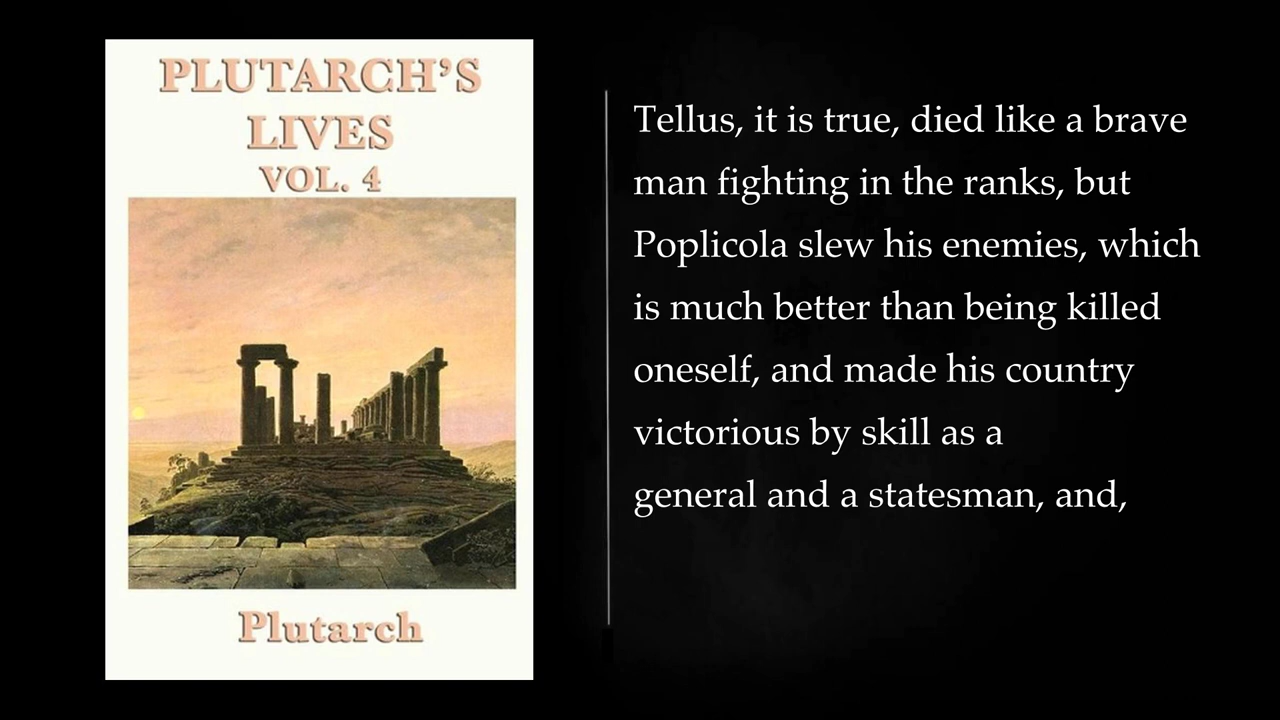 PLUTARCH'S
LIVES
VOL. 4
Plutarch
Tellus, it is true, died like a brave
man fighting in the ranks, but
Poplicola slew his enemies, which
is much better than being killed
oneself, and made his country
victorious by skill as a
general and a statesman, and,